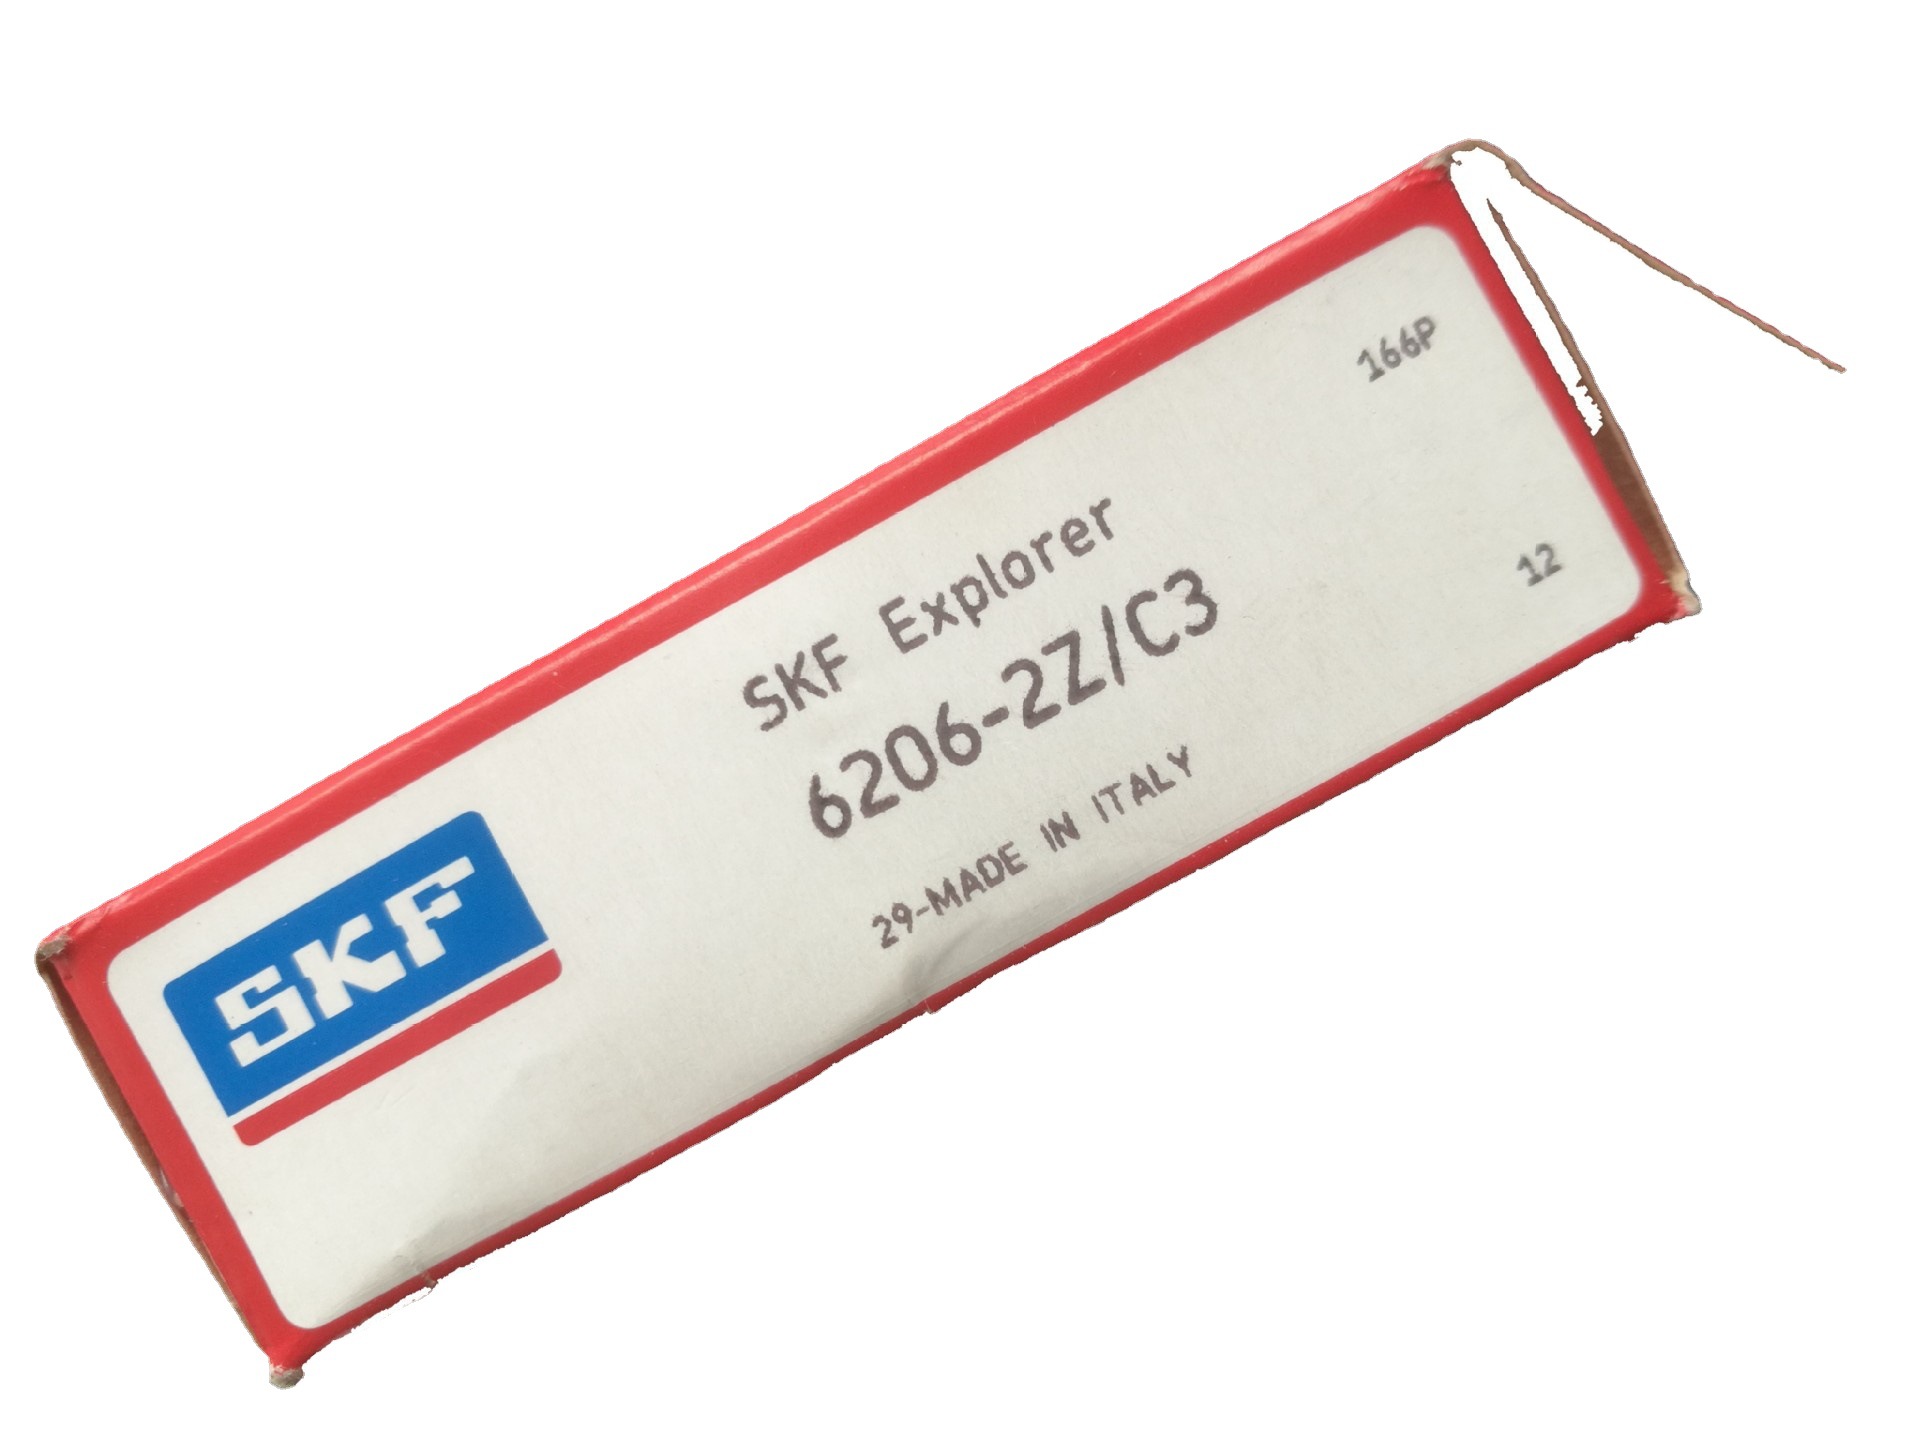 166P
SKF Explorer
6206-2Z/C3
12
29-MADE IN ITALY
SKF